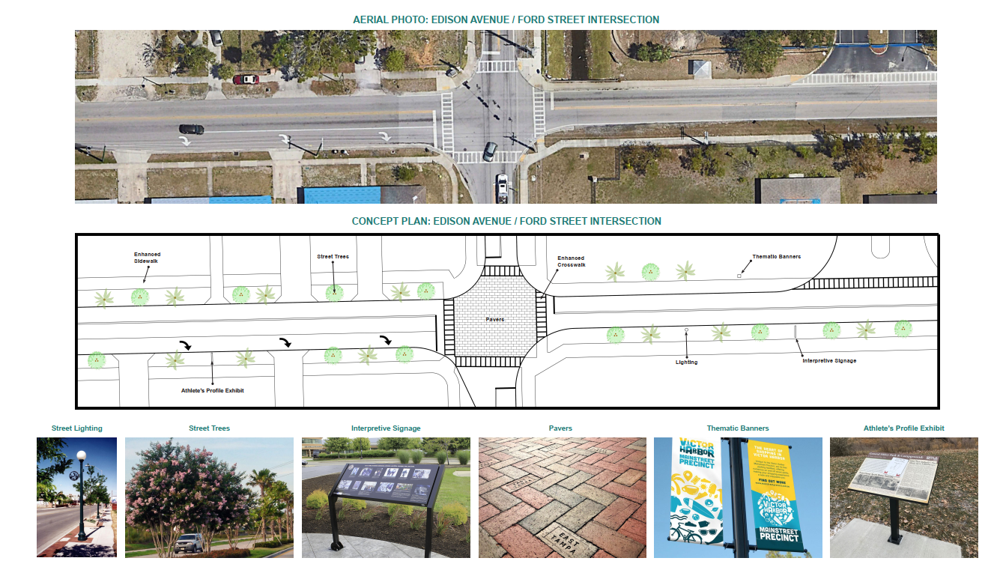 AERIAL PHOTO: EDISON AVENUE / FORD STREET INTERSECTION
CONCEPT PLAN: EDISON AVENUE / FORD STREET INTERSECTION
Enhanced
Sidewalk
Street Trees
Enhanced
Crosswalk
Thematic Banners
Pavers
Athlete's Profile Exhibit
Lighting
Interpretive Signage
Street Lighting
Street Trees
Interpretive Signage
Pavers
Thematic Banners
Athlete's Profile Exhibit
EAST
TAMPA
VICTOR
HARBOR
MAINSTREET
PRECINCT
THE HEART OF
SHOPPING IN
VICTOR HARBOR
FIND OUT MORE
VICTOR
HARBOR
MAINSTREET
PRECINCT